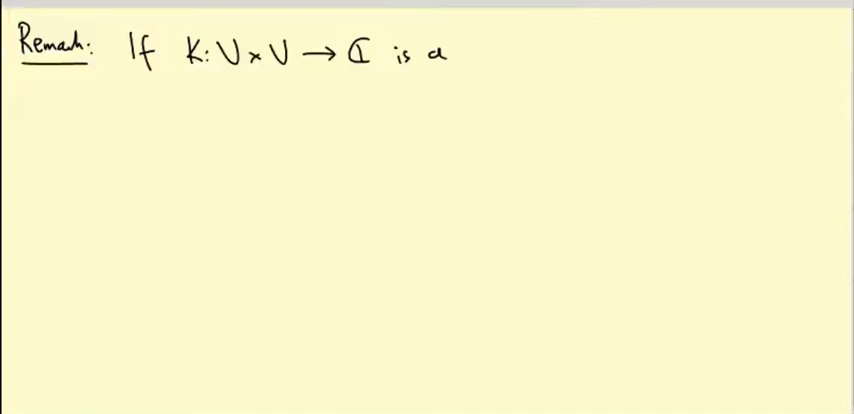 Remark: If K: U × U → ℂ is a